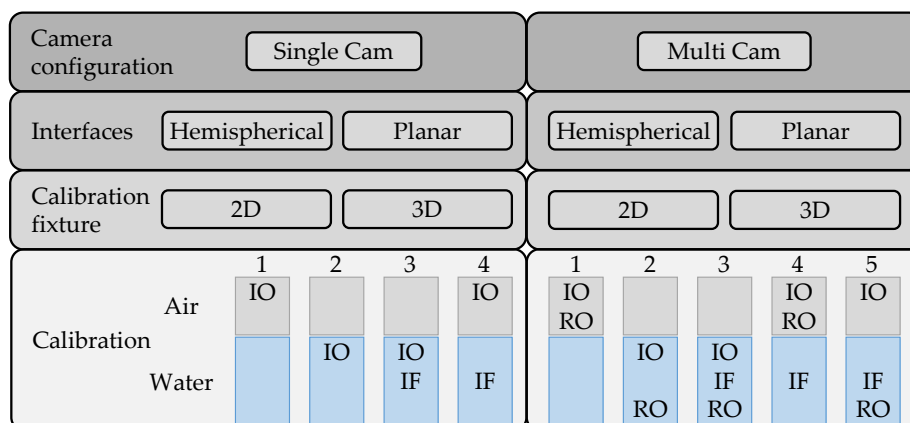 Camera
configuration
Single Cam
Multi Cam
Interfaces
Hemispherical
Planar
Hemispherical
Planar
Calibration
fixture
2D
3D
2D
3D
1 2 3 4 1 2 3 4 5
Air
IO IO IO IO IO
RO RO
Calibration
Water
IO IO IO IO
IF IF IF IF IF
RO RO RO